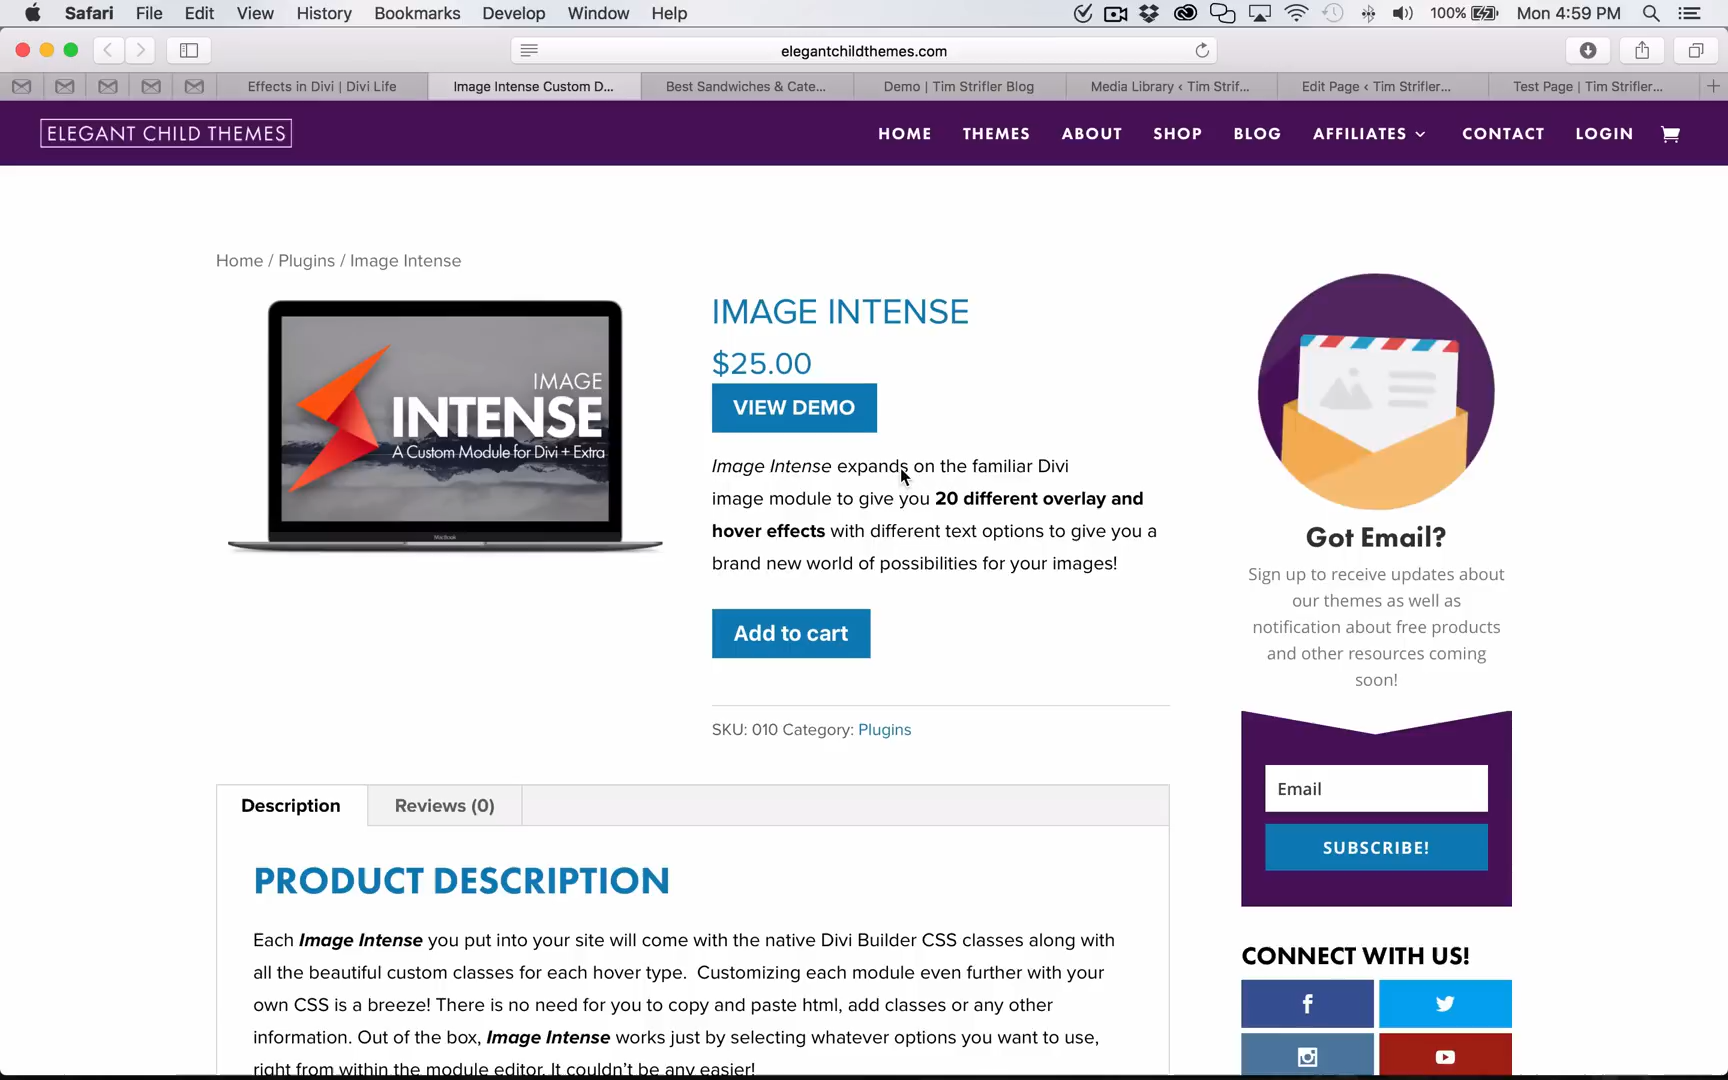 Safari File Edit View History Bookmarks Develop Window Help 100% Mon 4:59 PM
elegantchildthemes.com
Effects in Divi | Divi Life Image Intense Custom D... Best Sandwiches & Cate... Demo | Tim Strifler Blog Media Library ‹ Tim Strif... Edit Page ‹ Tim Strifler... Test Page | Tim Strifler...
ELEGANT CHILD THEMES HOME THEMES ABOUT SHOP BLOG AFFILIATES CONTACT LOGIN
Home / Plugins / Image Intense
IMAGE
INTENSE
A Custom Module for Divi + Extra
MacBook
IMAGE INTENSE
$25.00
VIEW DEMO
Image Intense expands on the familiar Divi
image module to give you 20 different overlay and
hover effects with different text options to give you a
brand new world of possibilities for your images!
Add to cart
SKU: 010 Category: Plugins
Description Reviews (0)
PRODUCT DESCRIPTION
Each Image Intense you put into your site will come with the native Divi Builder CSS classes along with
all the beautiful custom classes for each hover type. Customizing each module even further with your
own CSS is a breeze! There is no need for you to copy and paste html, add classes or any other
information. Out of the box, Image Intense works just by selecting whatever options you want to use,
right from within the module editor. It couldn't be any easier!
Got Email?
Sign up to receive updates about
our themes as well as
notification about free products
and other resources coming
soon!
Email
SUBSCRIBE!
CONNECT WITH US!